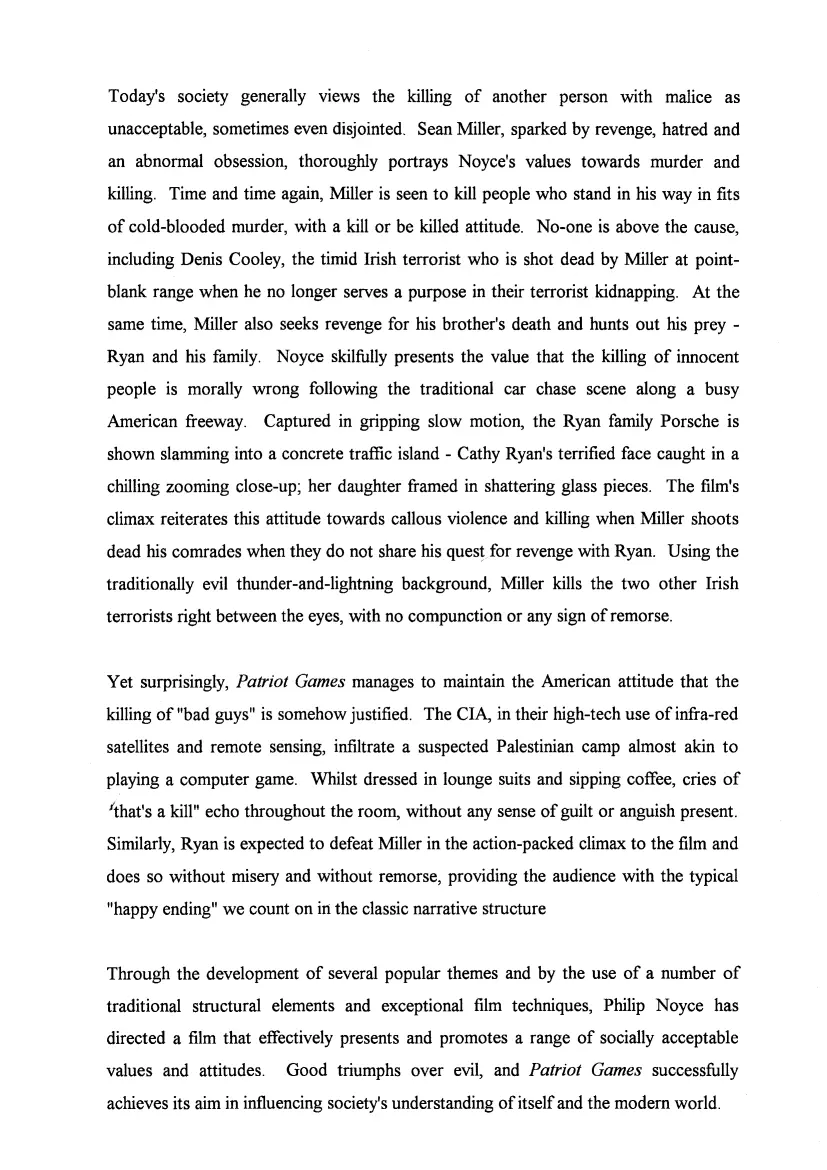 Today's society generally views the killing of another person with malice as
unacceptable, sometimes even disjointed. Sean Miller, sparked by revenge, hatred and
an abnormal obsession, thoroughly portrays Noyce's values towards murder and
killing. Time and time again, Miller is seen to kill people who stand in his way in fits
of cold-blooded murder, with a kill or be killed attitude. No-one is above the cause,
including Denis Cooley, the timid Irish terrorist who is shot dead by Miller at point-
blank range when he no longer serves a purpose in their terrorist kidnapping. At the
same time, Miller also seeks revenge for his brother's death and hunts out his prey -
Ryan and his family. Noyce skilfully presents the value that the killing of innocent
people is morally wrong following the traditional car chase scene along a busy
American freeway. Captured in gripping slow motion, the Ryan family Porsche is
shown slamming into a concrete traffic island - Cathy Ryan's terrified face caught in a
chilling zooming close-up; her daughter framed in shattering glass pieces. The film's
climax reiterates this attitude towards callous violence and killing when Miller shoots
dead his comrades when they do not share his quest for revenge with Ryan. Using the
traditionally evil thunder-and-lightning background, Miller kills the two other Irish
terrorists right between the eyes, with no compunction or any sign of remorse.
Yet surprisingly, Patriot Games manages to maintain the American attitude that the
killing of "bad guys" is somehow justified. The CIA, in their high-tech use of infra-red
satellites and remote sensing, infiltrate a suspected Palestinian camp almost akin to
playing a computer game. Whilst dressed in lounge suits and sipping coffee, cries of
"that's a kill" echo throughout the room, without any sense of guilt or anguish present.
Similarly, Ryan is expected to defeat Miller in the action-packed climax to the film and
does so without misery and without remorse, providing the audience with the typical
"happy ending" we count on in the classic narrative structure
Through the development of several popular themes and by the use of a number of
traditional structural elements and exceptional film techniques, Philip Noyce has
directed a film that effectively presents and promotes a range of socially acceptable
values and attitudes. Good triumphs over evil, and Patriot Games successfully
achieves its aim in influencing society's understanding of itself and the modern world.